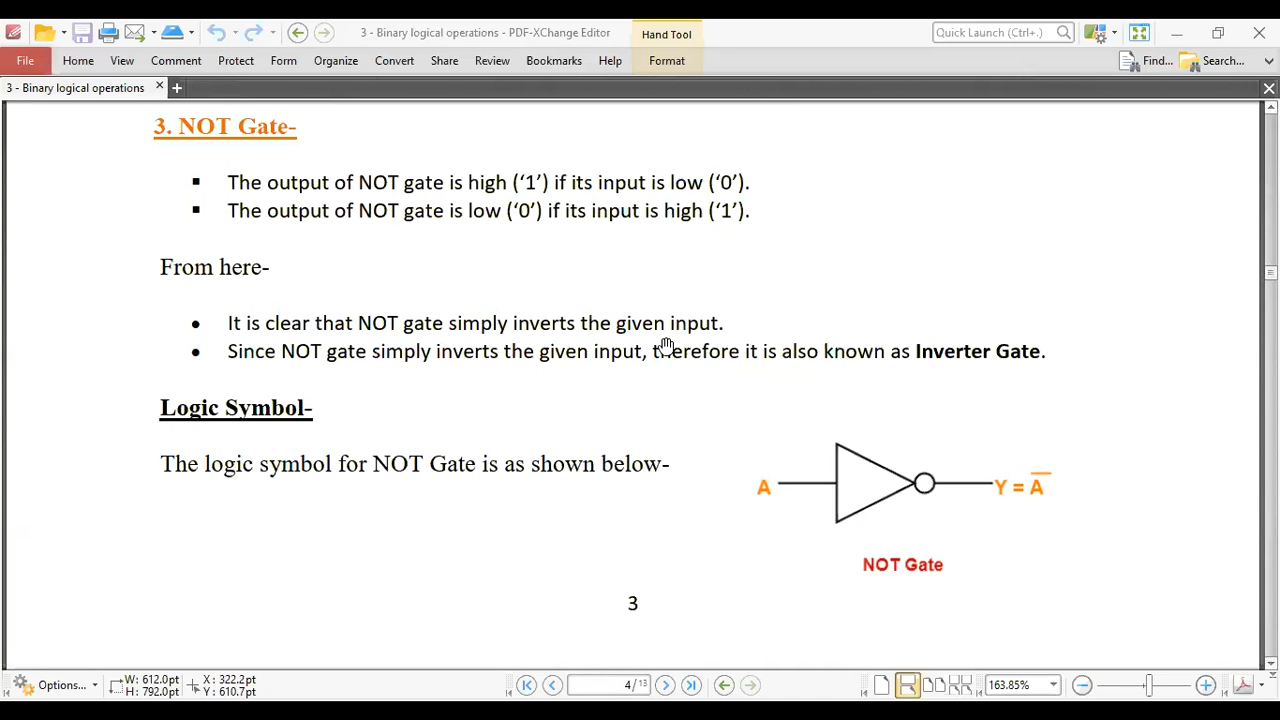 3 - Binary logical operations - PDF-XChange Editor
Hand Tool
Quick Launch (Ctrl+.)
File Home View Comment Protect Form Organize Convert Share Review Bookmarks Help Format
Find... Search...
3 - Binary logical operations
3. NOT Gate-
▪ The output of NOT gate is high (‘1’) if its input is low (‘0’).
▪ The output of NOT gate is low (‘0’) if its input is high (‘1’).
From here-
• It is clear that NOT gate simply inverts the given input.
• Since NOT gate simply inverts the given input, therefore it is also known as Inverter Gate.
Logic Symbol-
The logic symbol for NOT Gate is as shown below-
A Y = A̅
NOT Gate
3
Options... W: 612.0pt X: 322.2pt
H: 792.0pt Y: 610.7pt
4 / 13
163.85%